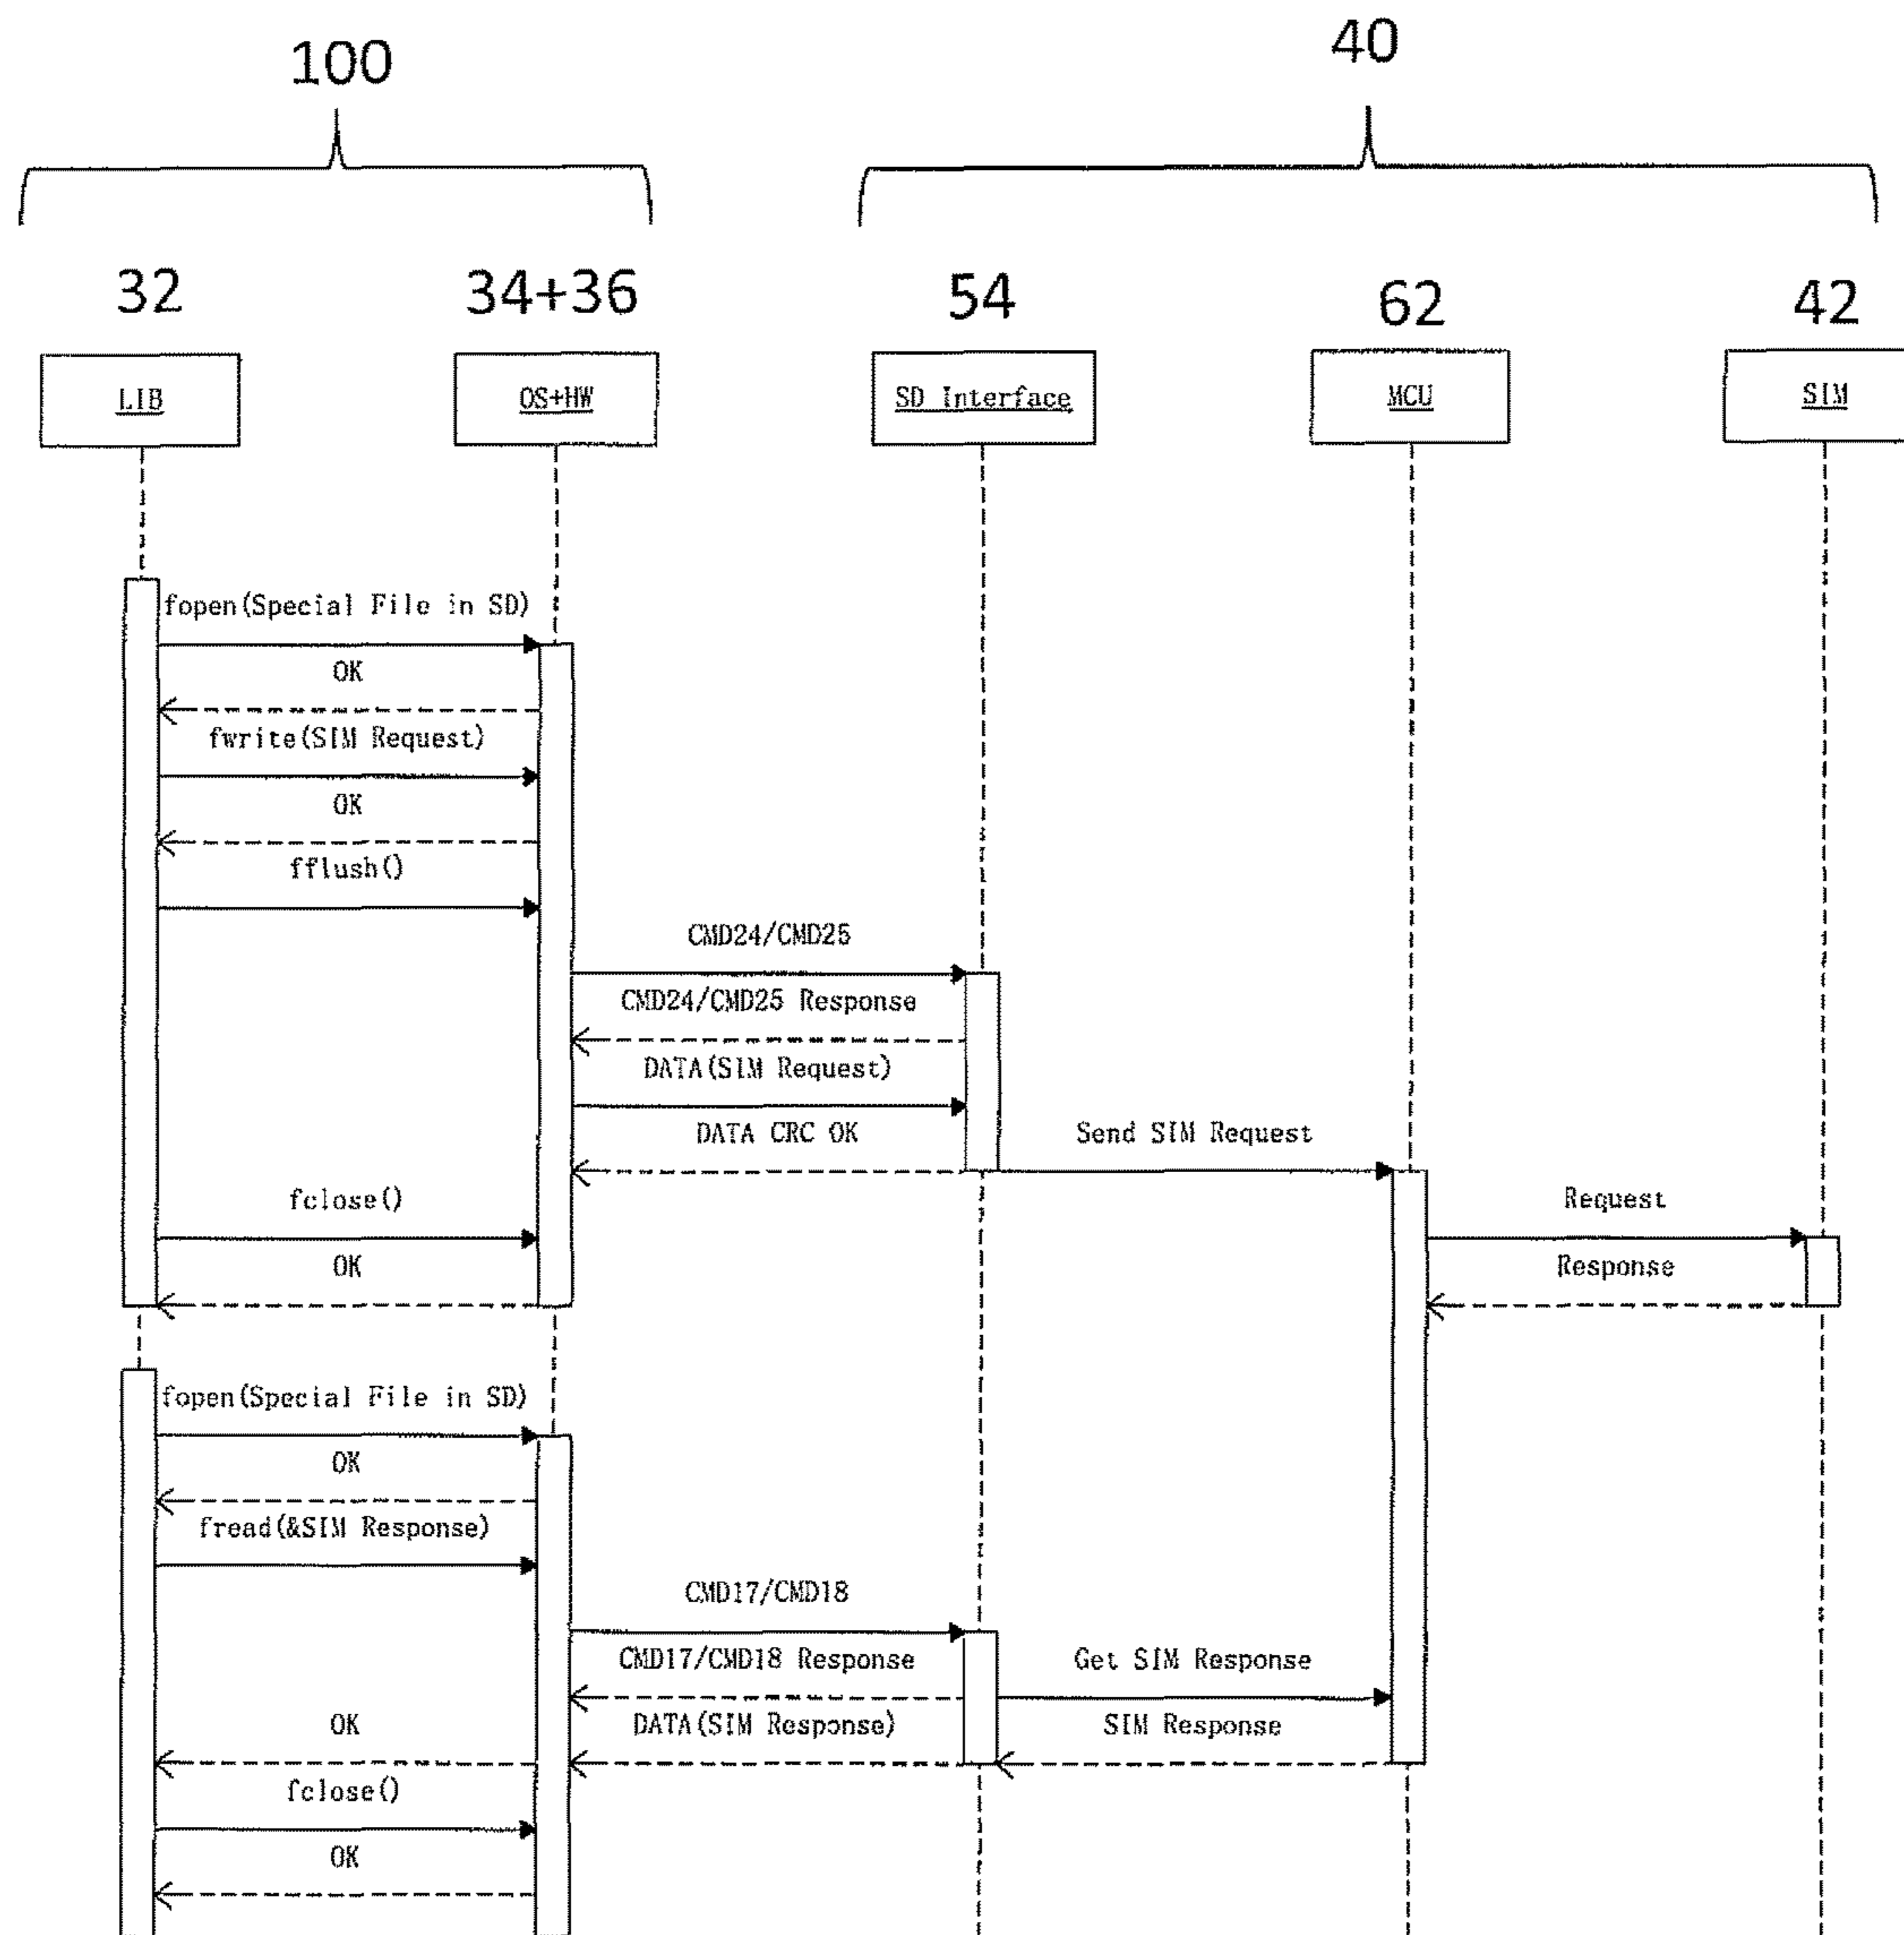 100
40
32
34+36
54
62
42
LIB
OS+HW
SD Interface
MCU
SIM
fopen(Special File in SD)
OK
fwrite(SIM Request)
OK
fflush()
CMD24/CMD25
CMD24/CMD25 Response
DATA(SIM Request)
DATA CRC OK
Send SIM Request
fclose()
Request
OK
Response
fopen(Special File in SD)
OK
fread(&SIM Response)
CMD17/CMD18
CMD17/CMD18 Response
Get SIM Response
OK
DATA(SIM Response)
SIM Response
fclose()
OK